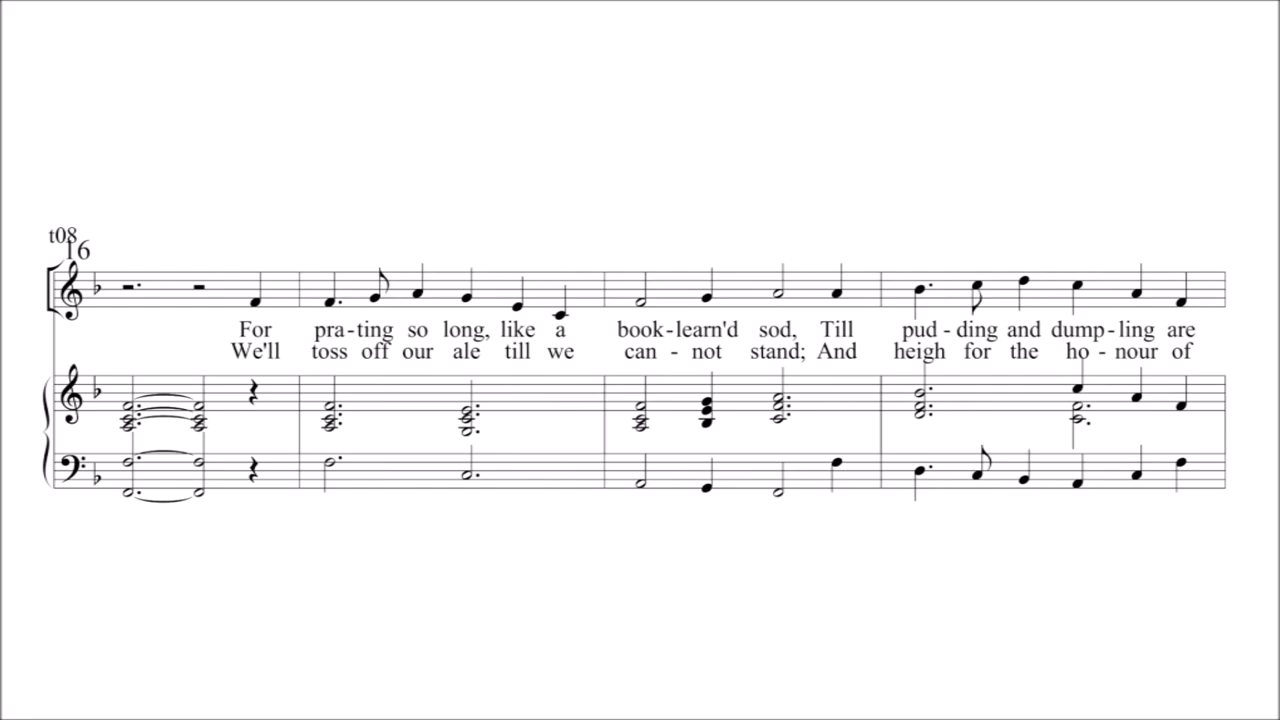 t08
16
For pra-ting so long, like a book-learn'd sod, Till pud-ding and dump-ling are
We'll toss off our ale till we can-not stand; And heigh for the ho-nour of